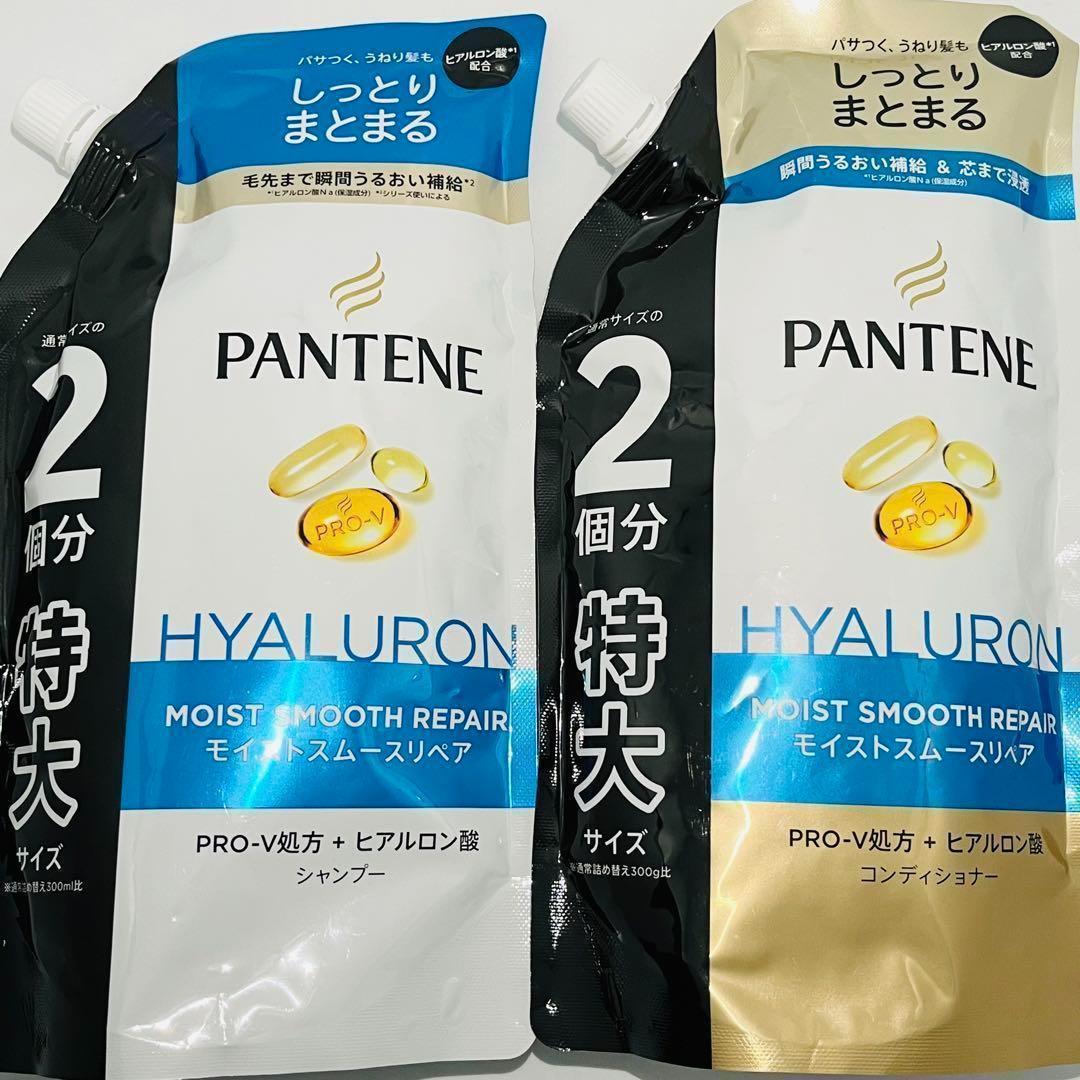 パサつく、うねり髪も
しっとり
まとまる
ヒアルロン酸*1
配合
毛先まで瞬間うるおい補給*2
*1ヒアルロン酸Na(保湿成分) *2シリーズ使いによる
通常サイズの
2
個分
特
大
サイズ
※通常詰め替え300ml比
PANTENE
PRO-V
HYALURON
MOIST SMOOTH REPAIR
モイストスムースリペア
PRO-V処方 + ヒアルロン酸
シャンプー
パサつく、うねり髪も
しっとり
まとまる
ヒアルロン酸*1
配合
瞬間うるおい補給 & 芯まで浸透
*1ヒアルロン酸Na(保湿成分)
通常サイズの
2
個分
特
大
サイズ
※通常詰め替え300g比
PANTENE
PRO-V
HYALURON
MOIST SMOOTH REPAIR
モイストスムースリペア
PRO-V処方 + ヒアルロン酸
コンディショナー